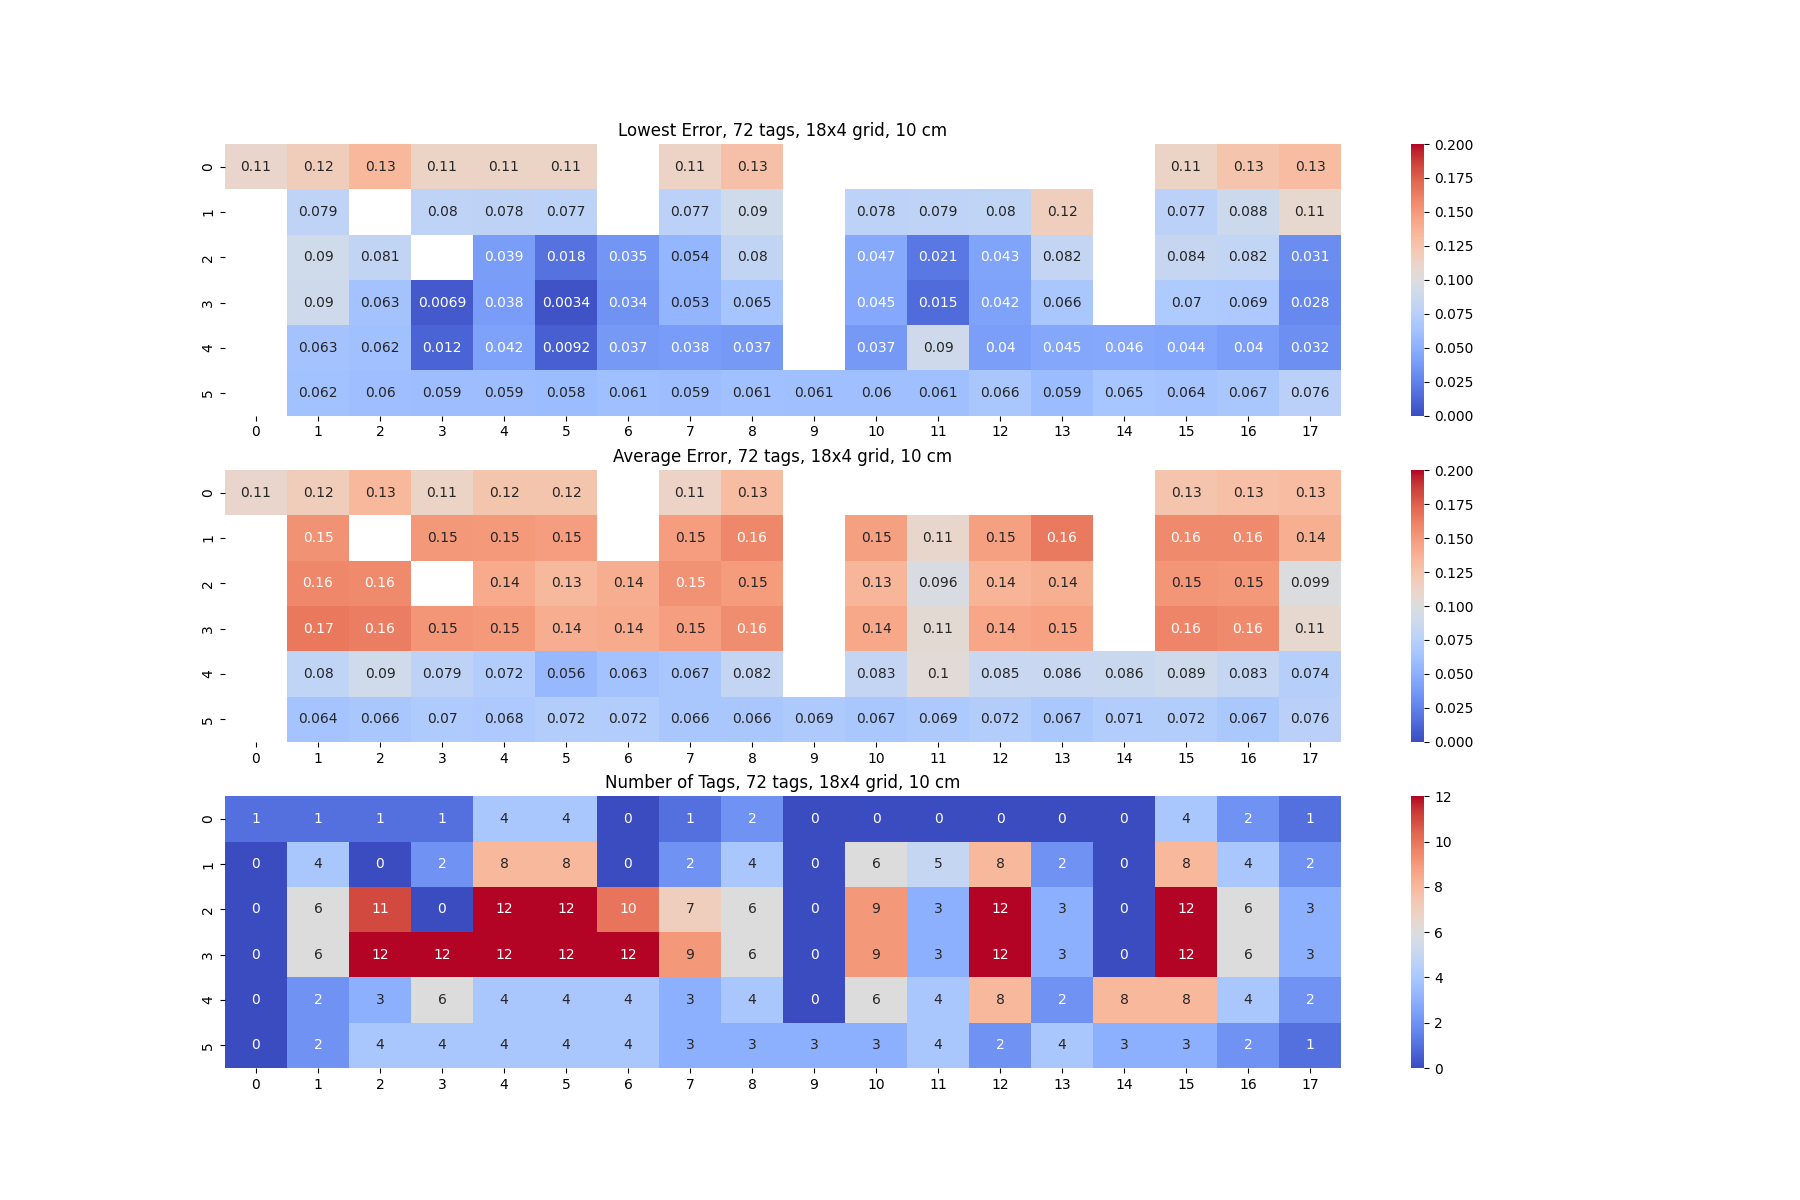 Lowest Error, 72 tags, 18x4 grid, 10 cm
0 0.11 0.12 0.13 0.11 0.11 0.11 0.11 0.13 0.11 0.13 0.13
1 0.079 0.08 0.078 0.077 0.077 0.09 0.078 0.079 0.08 0.12 0.077 0.088 0.11
2 0.09 0.081 0.039 0.018 0.035 0.054 0.08 0.047 0.021 0.043 0.082 0.084 0.082 0.031
3 0.09 0.063 0.0069 0.038 0.0034 0.034 0.053 0.065 0.045 0.015 0.042 0.066 0.07 0.069 0.028
4 0.063 0.062 0.012 0.042 0.0092 0.037 0.038 0.037 0.037 0.09 0.04 0.045 0.046 0.044 0.04 0.032
5 0.062 0.06 0.059 0.059 0.058 0.061 0.059 0.061 0.061 0.06 0.061 0.066 0.059 0.065 0.064 0.067 0.076
0 1 2 3 4 5 6 7 8 9 10 11 12 13 14 15 16 17
0.200
0.175
0.150
0.125
0.100
0.075
0.050
0.025
0.000
Average Error, 72 tags, 18x4 grid, 10 cm
0 0.11 0.12 0.13 0.11 0.12 0.12 0.11 0.13 0.13 0.13 0.13
1 0.15 0.15 0.15 0.15 0.15 0.16 0.15 0.11 0.15 0.16 0.16 0.16 0.14
2 0.16 0.16 0.14 0.13 0.14 0.15 0.15 0.13 0.096 0.14 0.14 0.15 0.15 0.099
3 0.17 0.16 0.15 0.15 0.14 0.14 0.15 0.16 0.14 0.11 0.14 0.15 0.16 0.16 0.11
4 0.08 0.09 0.079 0.072 0.056 0.063 0.067 0.082 0.083 0.1 0.085 0.086 0.086 0.089 0.083 0.074
5 0.064 0.066 0.07 0.068 0.072 0.072 0.066 0.066 0.069 0.067 0.069 0.072 0.067 0.071 0.072 0.067 0.076
0 1 2 3 4 5 6 7 8 9 10 11 12 13 14 15 16 17
0.200
0.175
0.150
0.125
0.100
0.075
0.050
0.025
0.000
Number of Tags, 72 tags, 18x4 grid, 10 cm
0 1 1 1 1 4 4 0 1 2 0 0 0 0 0 0 4 2 1
1 0 4 0 2 8 8 0 2 4 0 6 5 8 2 0 8 4 2
2 0 6 11 0 12 12 10 7 6 0 9 3 12 3 0 12 6 3
3 0 6 12 12 12 12 12 9 6 0 9 3 12 3 0 12 6 3
4 0 2 3 6 4 4 4 3 4 0 6 4 8 2 8 8 4 2
5 0 2 4 4 4 4 4 3 3 3 3 4 2 4 3 3 2 1
0 1 2 3 4 5 6 7 8 9 10 11 12 13 14 15 16 17
12
10
8
6
4
2
0